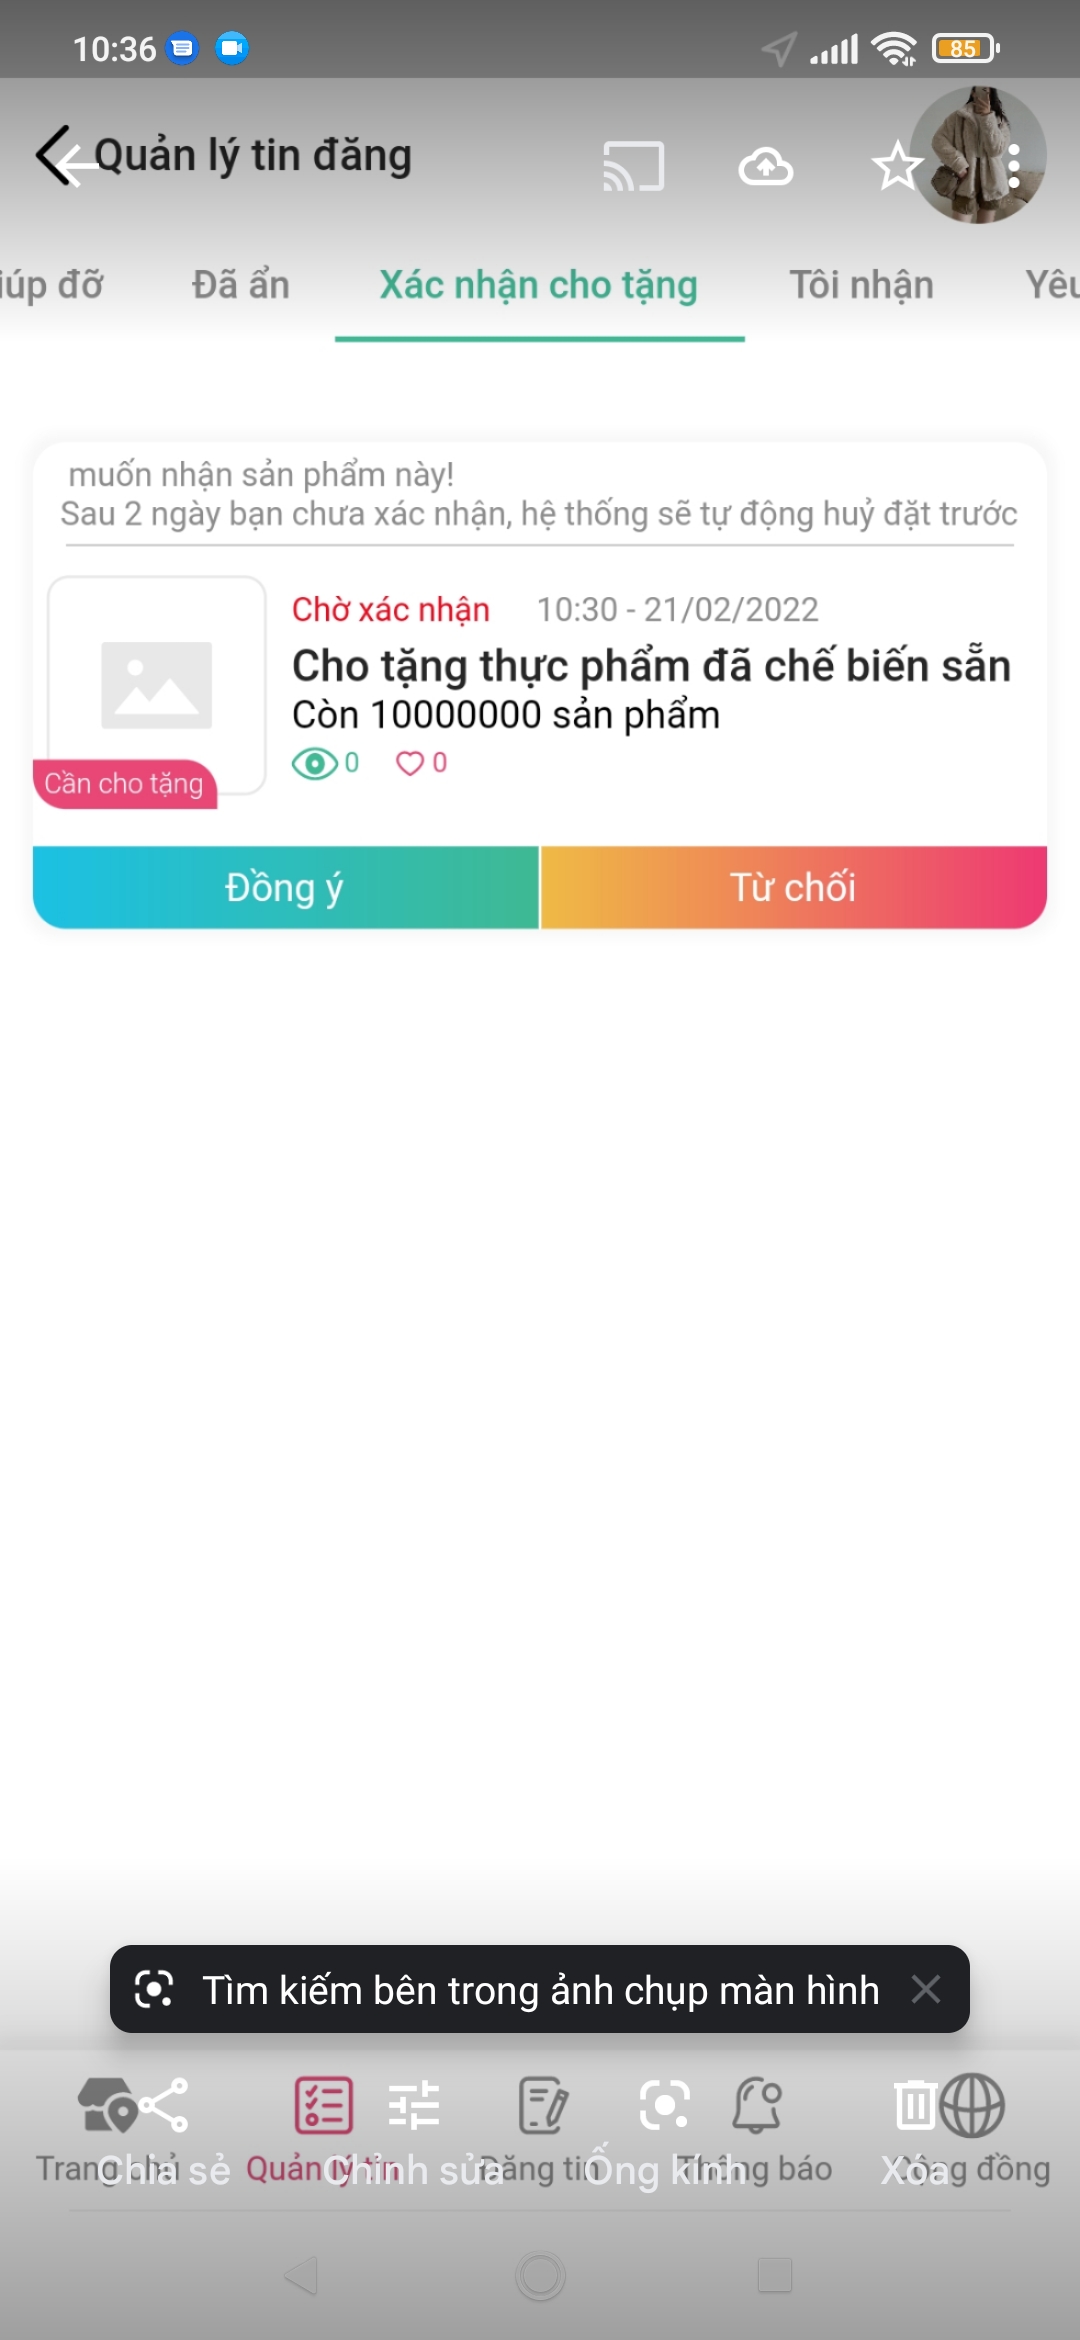 10:36
85
Quản lý tin đăng
iúp đỡ Đã ẩn Xác nhận cho tặng Tôi nhận Yêu
muốn nhận sản phẩm này!
Sau 2 ngày bạn chưa xác nhận, hệ thống sẽ tự động huỷ đặt trước
Chờ xác nhận 10:30 - 21/02/2022
Cho tặng thực phẩm đã chế biến sẵn
Còn 10000000 sản phẩm
0 0
Cần cho tặng
Đồng ý Từ chối
Tìm kiếm bên trong ảnh chụp màn hình
Trang chủ Quản lý tin Đăng tin Thông báo Cộng đồng
Chia sẻ Chỉnh sửa Ống kính Xóa